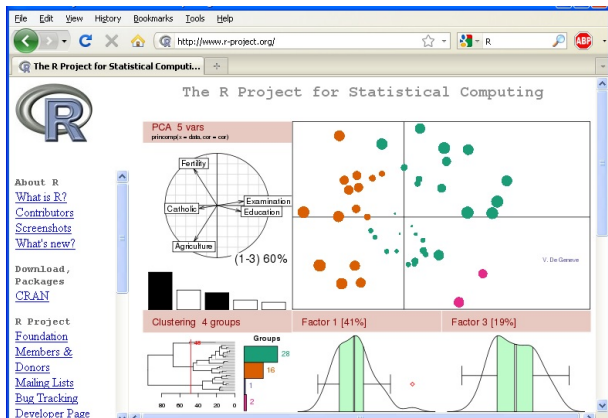 File Edit View History Bookmarks Tools Help
http://www.r-project.org/
R
ABP
The R Project for Statistical Computi...
R
The R Project for Statistical Computing
About R
What is R?
Contributors
Screenshots
What's new?
Download,
Packages
CRAN
R Project
Foundation
Members &
Donors
Mailing Lists
Bug Tracking
Developer Page
PCA 5 vars
princomp(x = data, cor = cor)
Fertility
Catholic
Examination
Education
Agriculture
(1-3) 60%
V. De Geneve
Clustering 4 groups
Factor 1 [41%]
Factor 3 [19%]
Groups
28
16
1
2
80 60 40 20 0